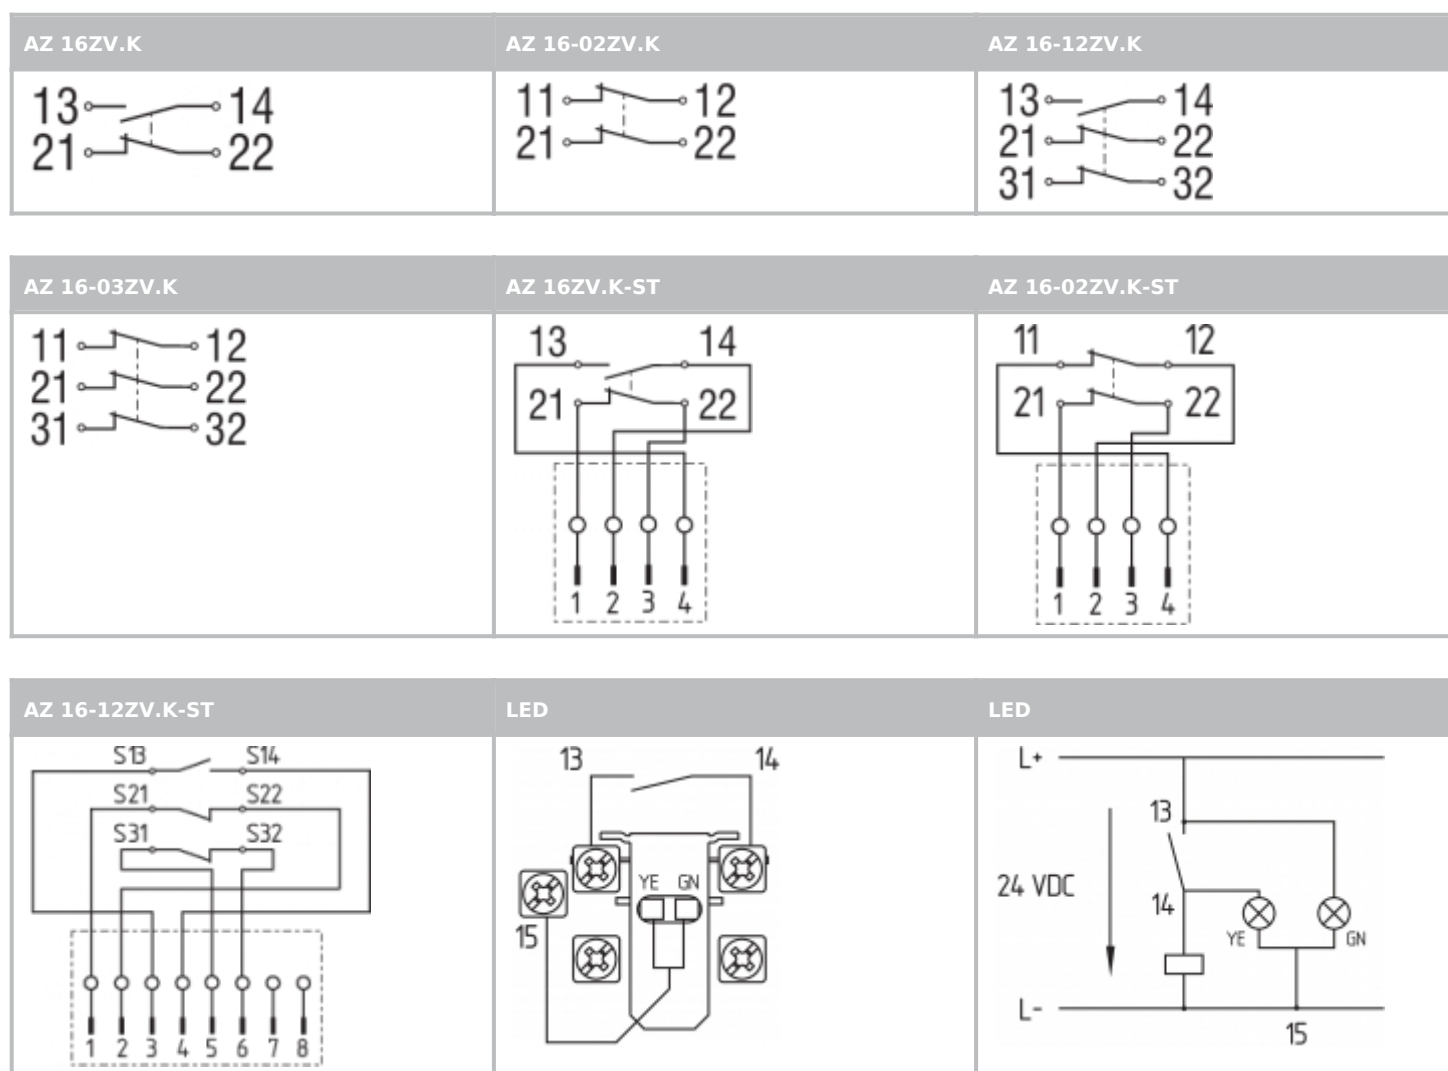 AZ 16ZV.K AZ 16-02ZV.K AZ 16-12ZV.K
13 14
21 22
11 12
21 22
13 14
21 22
31 32
AZ 16-03ZV.K AZ 16ZV.K-ST AZ 16-02ZV.K-ST
11 12
21 22
31 32
13 14
21 22
1 2 3 4
11 12
21 22
1 2 3 4
AZ 16-12ZV.K-ST LED LED
S13 S14
S21 S22
S31 S32
1 2 3 4 5 6 7 8
13 14
YE GN
15
L+
13
24 VDC
14
YE GN
L-
15